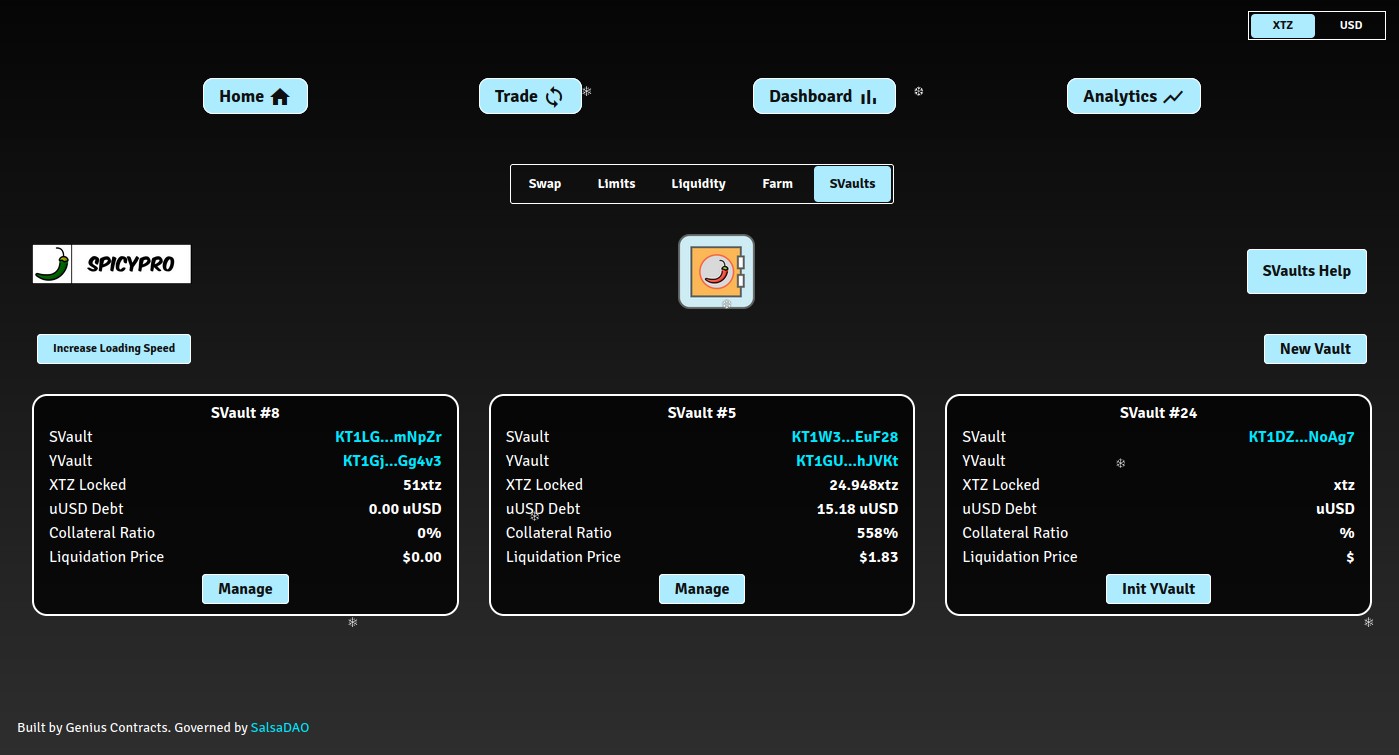 XTZ USD
Home Trade Dashboard Analytics
Swap Limits Liquidity Farm SVaults
SPICYPRO
SVaults Help
Increase Loading Speed
New Vault
SVault #8
SVault KT1LG...mNpZr
YVault KT1Gj...Gg4v3
XTZ Locked 51xtz
uUSD Debt 0.00 uUSD
Collateral Ratio 0%
Liquidation Price $0.00
Manage
SVault #5
SVault KT1W3...EuF28
YVault KT1GU...hJVKt
XTZ Locked 24.948xtz
uUSD Debt 15.18 uUSD
Collateral Ratio 558%
Liquidation Price $1.83
Manage
SVault #24
SVault KT1DZ...NoAg7
YVault
XTZ Locked xtz
uUSD Debt uUSD
Collateral Ratio %
Liquidation Price $
Init YVault
Built by Genius Contracts. Governed by SalsaDAO